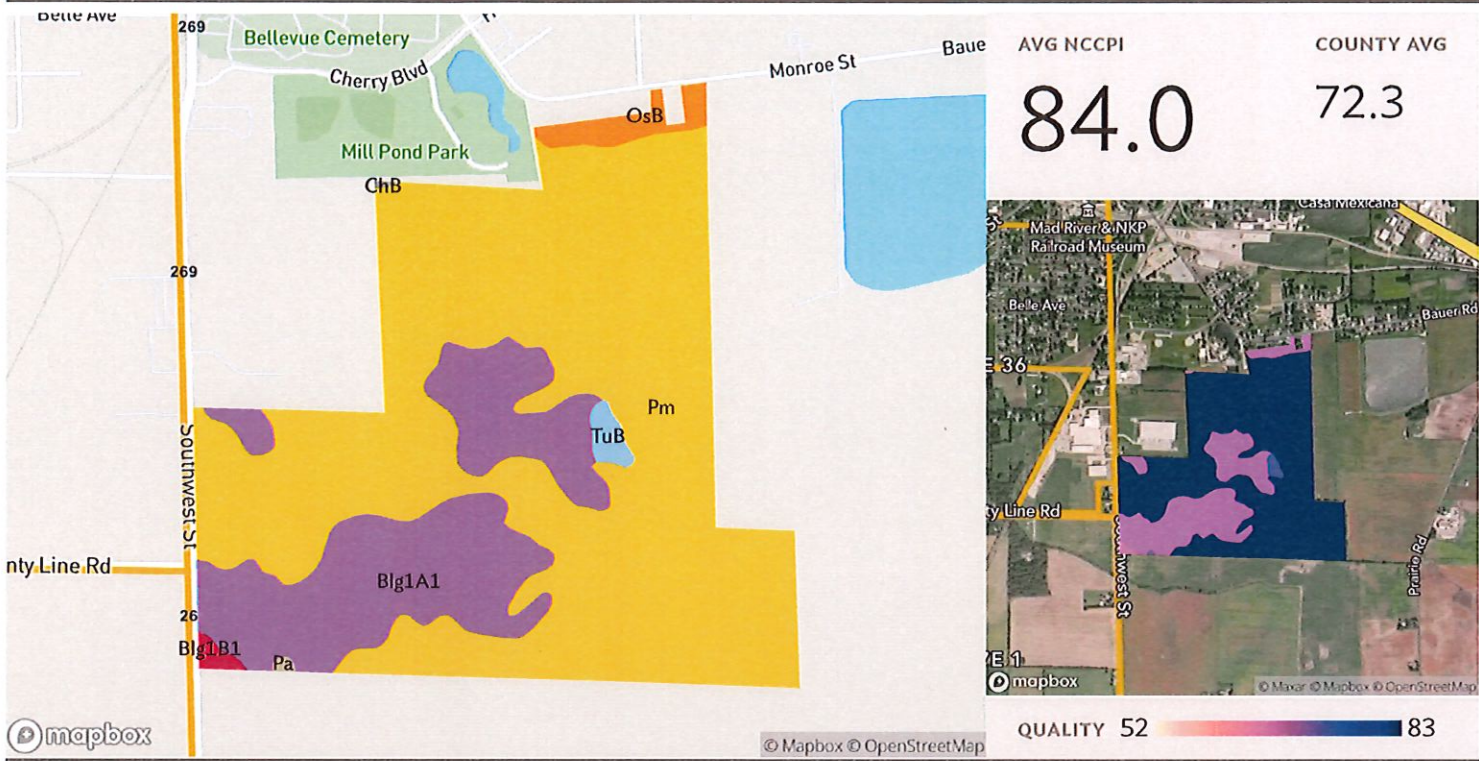 Belle Ave
269
Bellevue Cemetery
Cherry Blvd
Monroe St
Baue
OsB
Mill Pond Park
ChB
269
Pm
TuB
Southwest St
nty Line Rd
Blg1A1
26
Blg1B1
Pa
mapbox
© Mapbox © OpenStreetMap
AVG NCCPI
COUNTY AVG
84.0
72.3
Casa Mexicana
St
Mad River & NKP
Railroad Museum
Belle Ave
Bauer Rd
E 36
ty Line Rd
Southwest St
Prairie Rd
VE 1
mapbox
© Maxar © Mapbox © OpenStreetMap
QUALITY 52
83